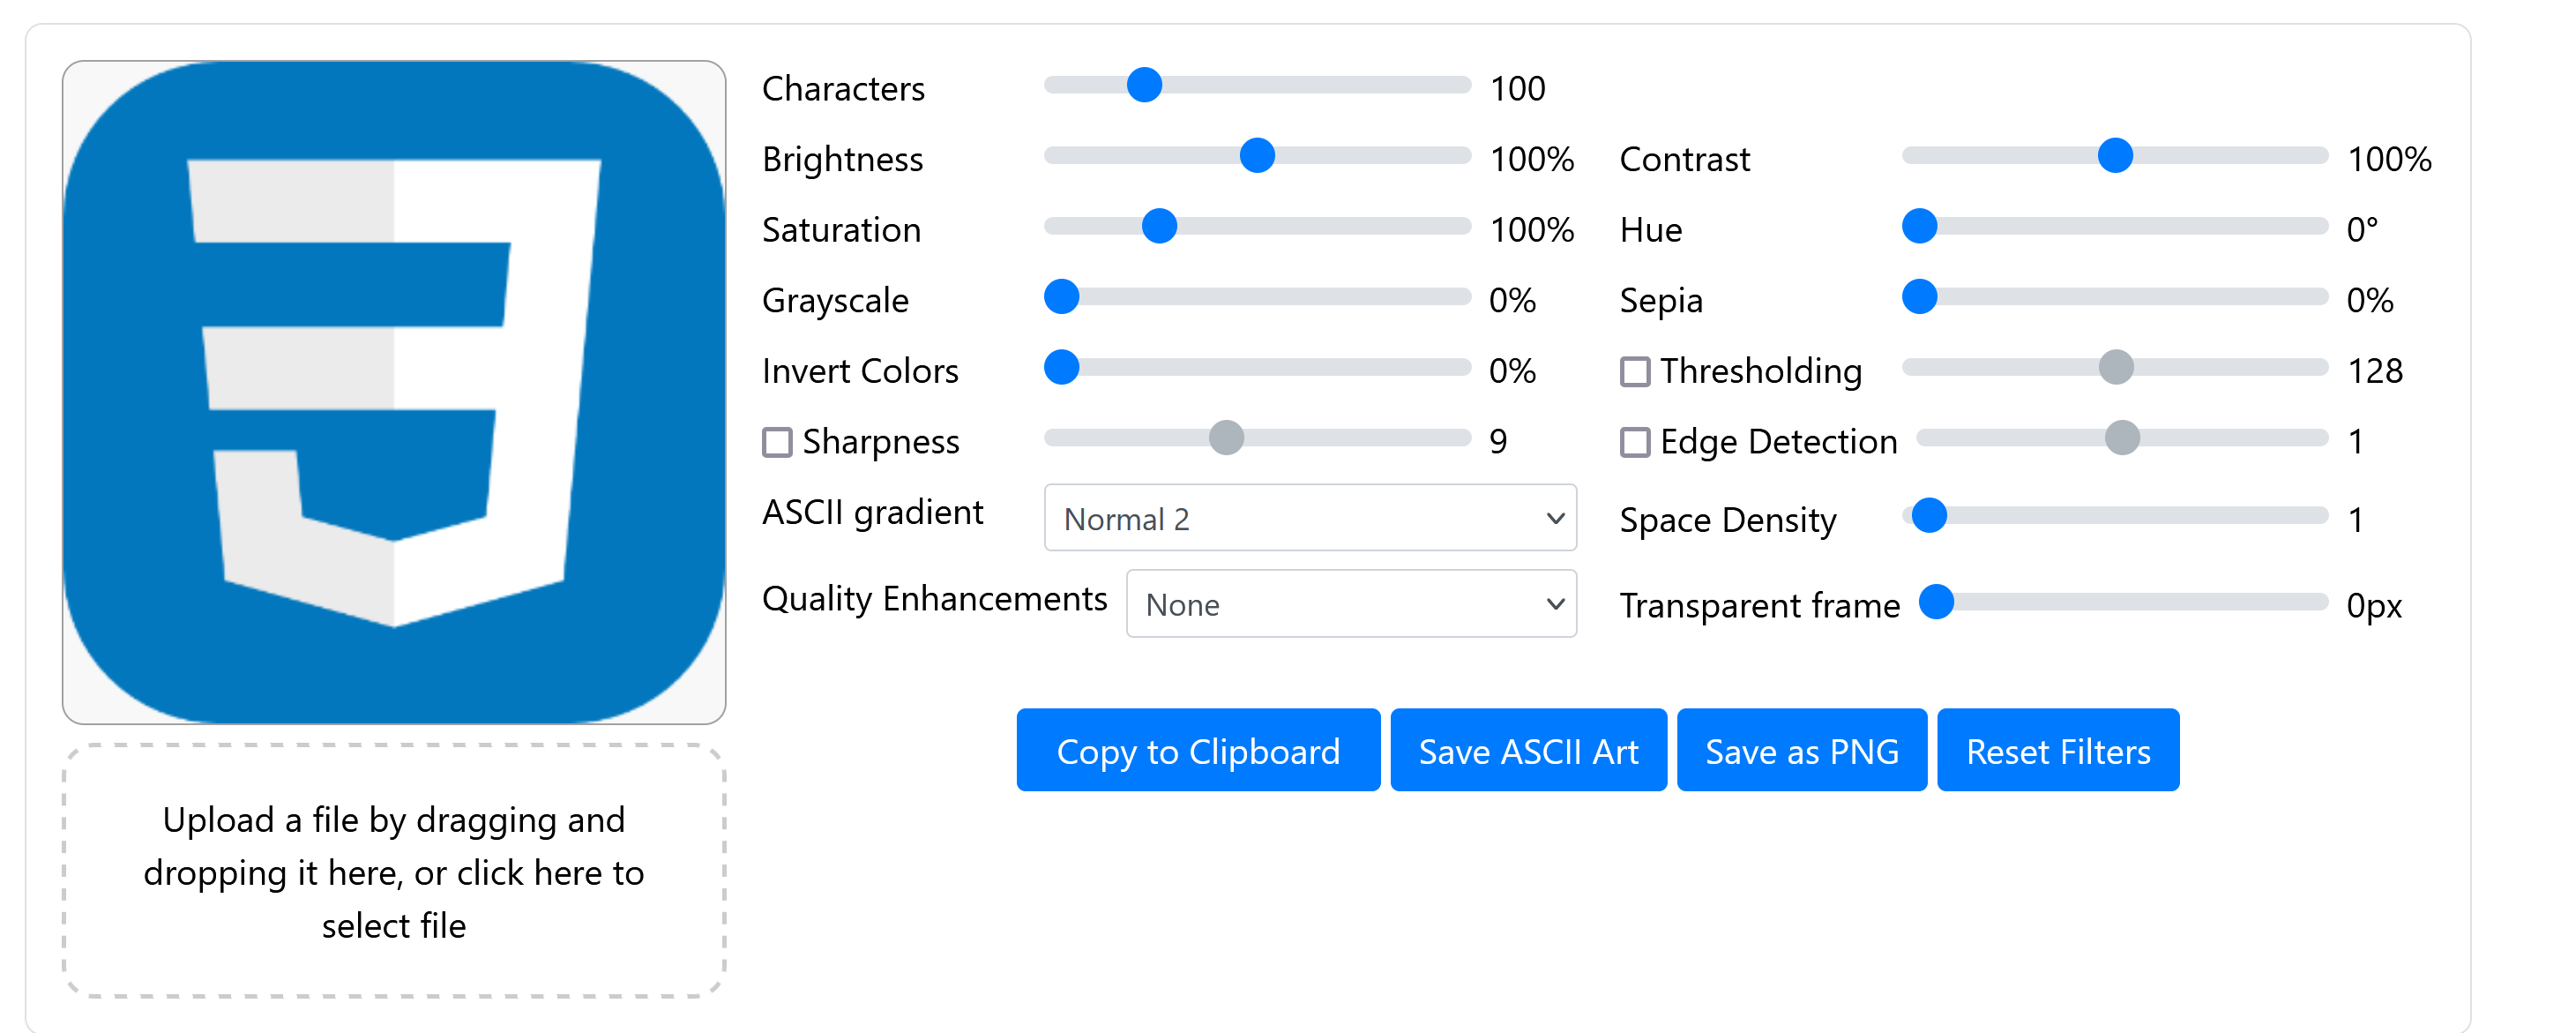 Characters 100
Brightness 100% Contrast 100%
Saturation 100% Hue 0°
Grayscale 0% Sepia 0%
Invert Colors 0% Thresholding 128
Sharpness 9 Edge Detection 1
ASCII gradient Normal 2 Space Density 1
Quality Enhancements None Transparent frame 0px
Copy to Clipboard Save ASCII Art Save as PNG Reset Filters
Upload a file by dragging and
dropping it here, or click here to
select file